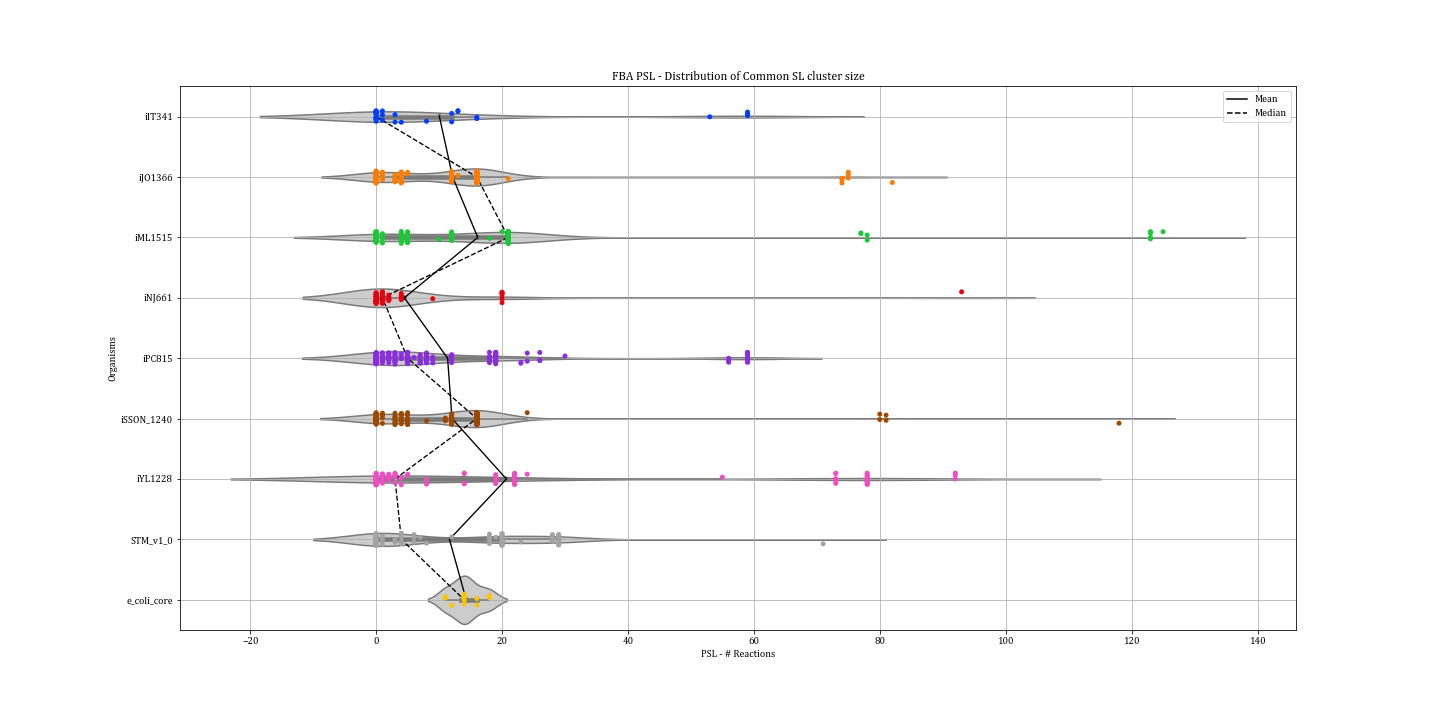 FBA PSL - Distribution of Common SL cluster size
Mean
Median
Organisms
iIT341
iJO1366
iML1515
iNJ661
iPC815
iSSON_1240
iYL1228
STM_v1_0
e_coli_core
−20 0 20 40 60 80 100 120 140
PSL - # Reactions